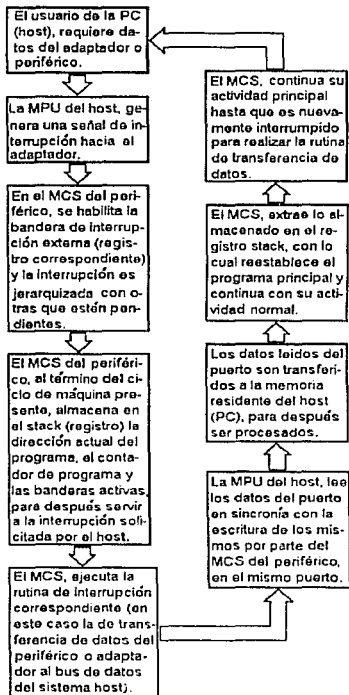 El usuario de la PC
(host), requiere da-
tos del adaptador o
periférico.
La MPU del host, ge-
nera una señal de in-
terrupción hacia el
adaptador.
En el MCS del peri-
férico, se habilita la
bandera de interrup-
ción externa (regis-
tro correspondiente)
y la interrupción es
jerarquizada con o-
tras que estén pen-
dientes.
El MCS del periféri-
co, al término del ci-
clo de máquina pre-
sente, almacena en
el stack (registro) la
dirección actual del
programa, el conta-
dor de programa y
las banderas activas,
para después servir
a la interrupción soli-
citada por el host.
El MCS, ejecuta la
rutina de interrupción
correspondiente (en
este caso la de trans-
ferencia de datos del
periférico o adapta-
dor al bus de datos
del sistema host).
La MPU del host, lee
los datos del puerto
en sincronía con la
escritura de los mis-
mos por parte del
MCS del periférico,
en el mismo puerto.
Los datos leidos del
puerto son transferi-
dos a la memoria
residente del host
(PC), para después
ser procesados.
El MCS, extrae lo al-
macenado en el re-
gistro stack, con lo
cual reestablece el
programa principal y
continua con su acti-
vidad normal.
El MCS, continua su
actividad principal
hasta que es nueva-
mente interrumpido
para realizar la rutina
de transferencia de
datos.